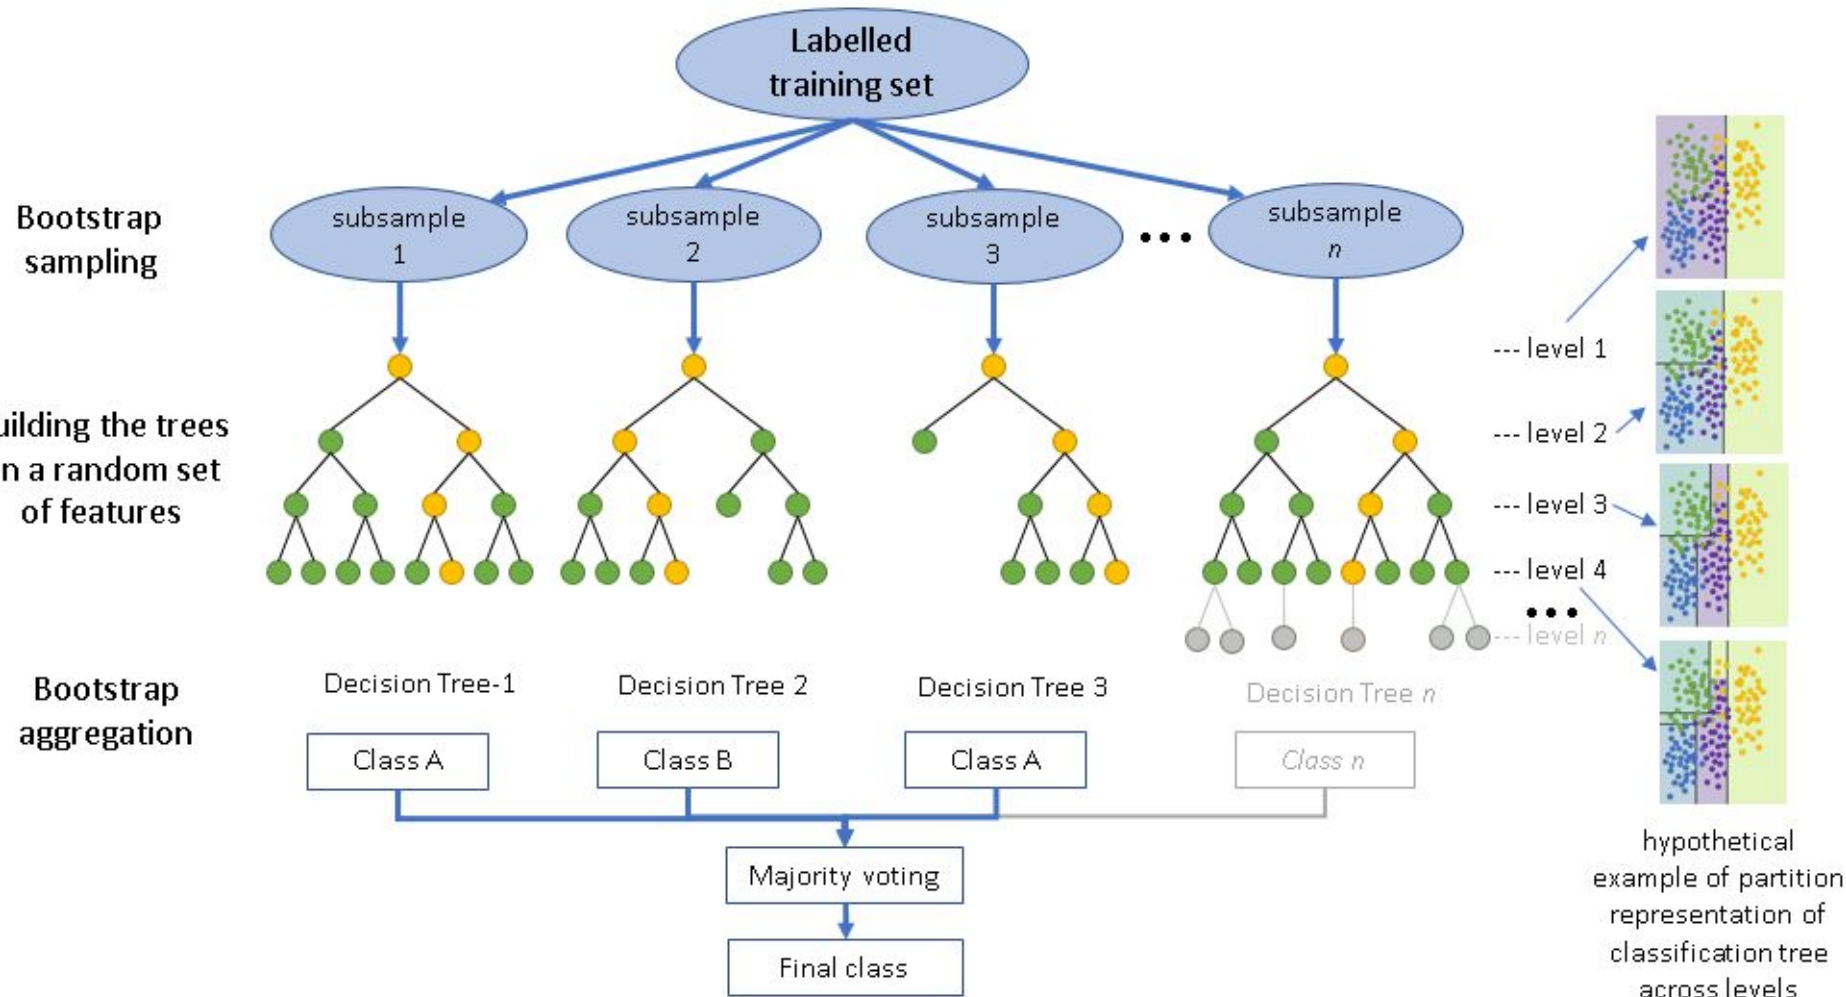 Labelled
training set
Bootstrap
sampling
subsample
1
subsample
2
subsample
3
•••
subsample
n
uilding the trees
n a random set
of features
--- level 1
--- level 2
--- level 3
--- level 4
•••
--- level n
Bootstrap
aggregation
Decision Tree-1
Decision Tree 2
Decision Tree 3
Decision Tree n
Class A
Class B
Class A
Class n
Majority voting
Final class
hypothetical
example of partition
representation of
classification tree
across levels